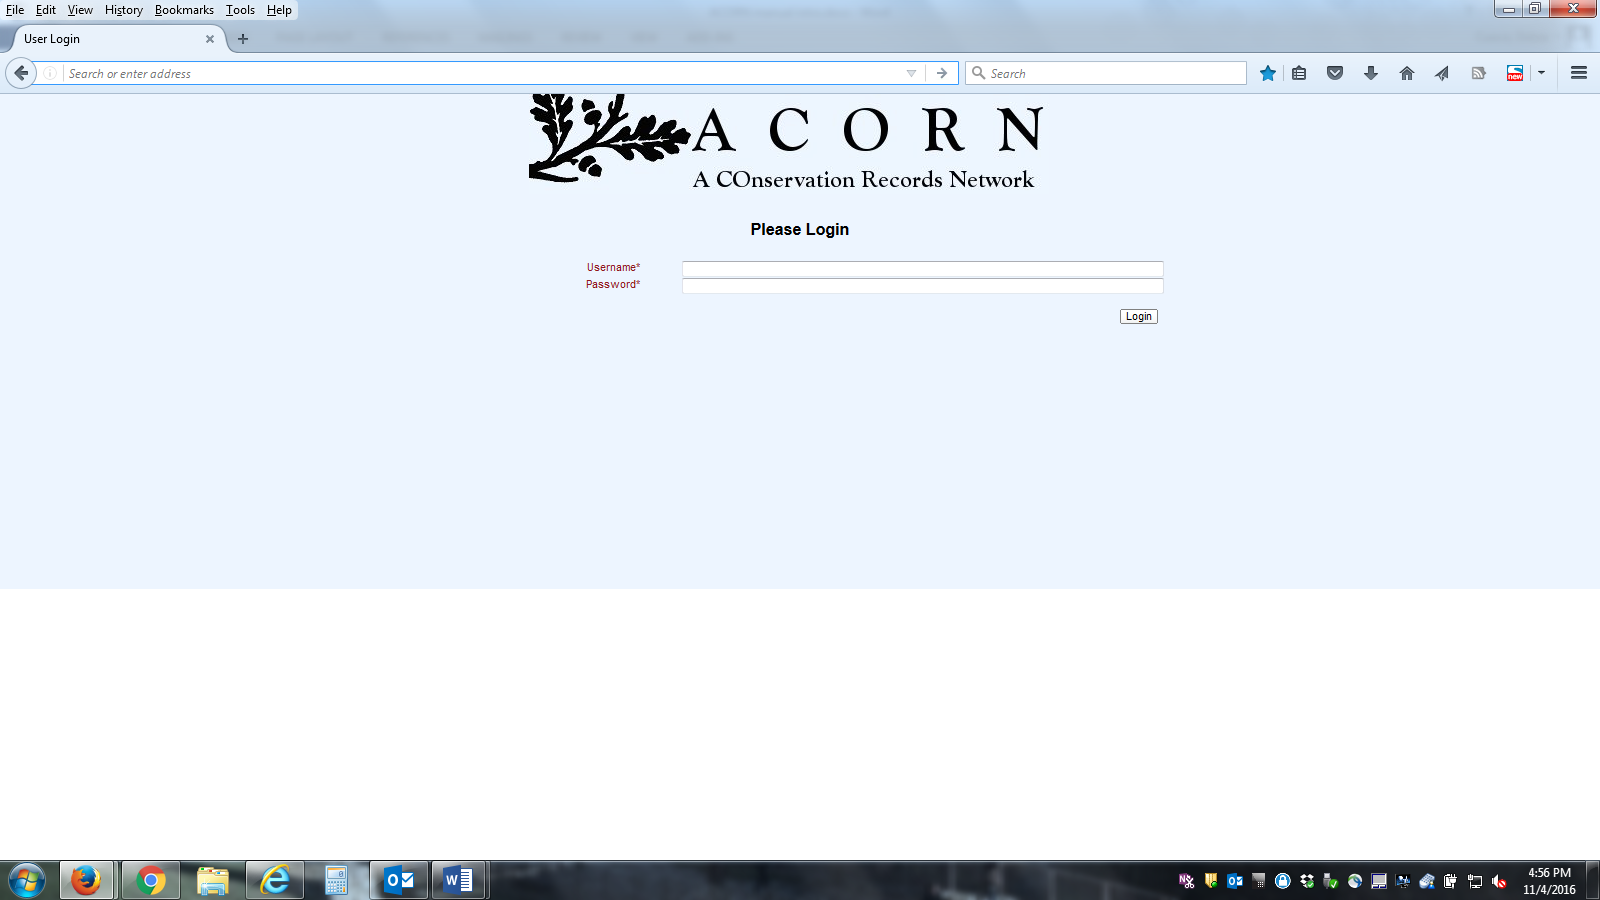 File Edit View History Bookmarks Tools Help
User Login
Search or enter address
Search
new
A C O R N
A COnservation Records Network
Please Login
Username*
Password*
Login
4:56 PM
11/4/2016